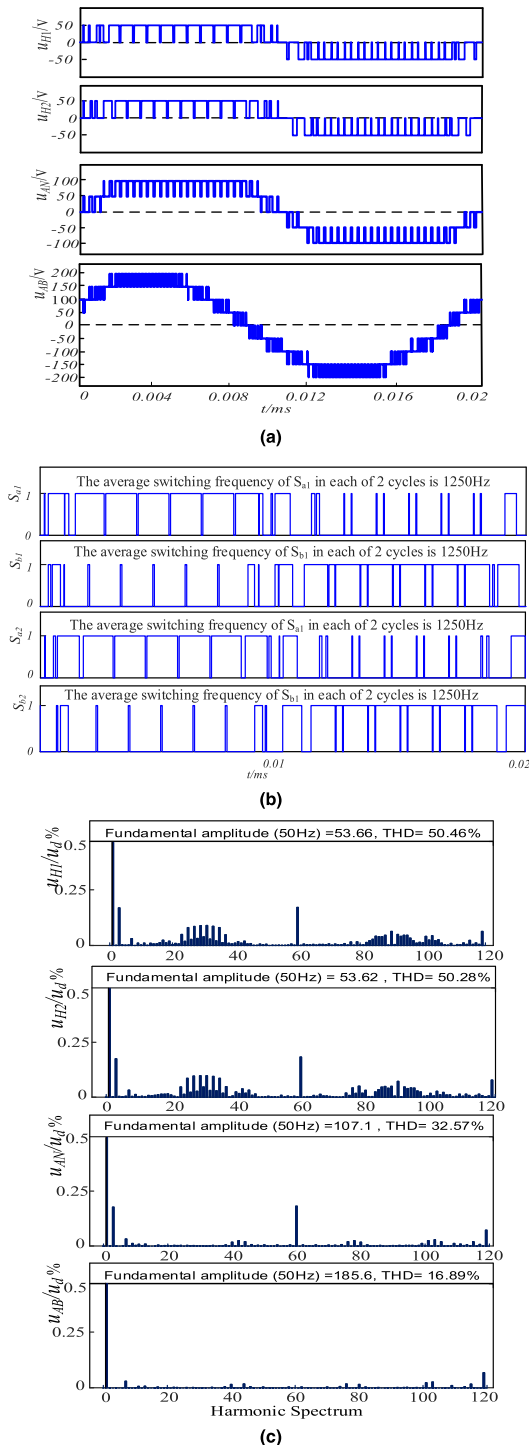 u_H1/V
50
0
-50
u_H2/V
50
0
-50
u_AN/V
100
50
0
-50
-100
u_AB/V
200
150
100
50
0
-50
-100
-150
-200
0 0.004 0.008 0.012 0.016 0.02
t/ms
(a)
S_a1
1
0
The average switching frequency of S_a1 in each of 2 cycles is 1250Hz
S_b1
1
0
The average switching frequency of S_b1 in each of 2 cycles is 1250Hz
S_a2
1
0
The average switching frequency of S_a1 in each of 2 cycles is 1250Hz
S_b2
1
0
The average switching frequency of S_b1 in each of 2 cycles is 1250Hz
0.01 0.02
t/ms
(b)
Fundamental amplitude (50Hz) =53.66, THD= 50.46%
u_H1/u_d%
0.5
0.25
0
0 20 40 60 80 100 120
Fundamental amplitude (50Hz) = 53.62 , THD= 50.28%
u_H2/u_d%
0.5
0.25
0
0 20 40 60 80 100 120
Fundamental amplitude (50Hz) =107.1 , THD= 32.57%
u_AN/u_d%
0.5
0.25
0
0 20 40 60 80 100 120
Fundamental amplitude (50Hz) =185.6, THD= 16.89%
u_AB/u_d%
0.5
0.25
0
0 20 40 60 80 100 120
Harmonic Spectrum
(c)